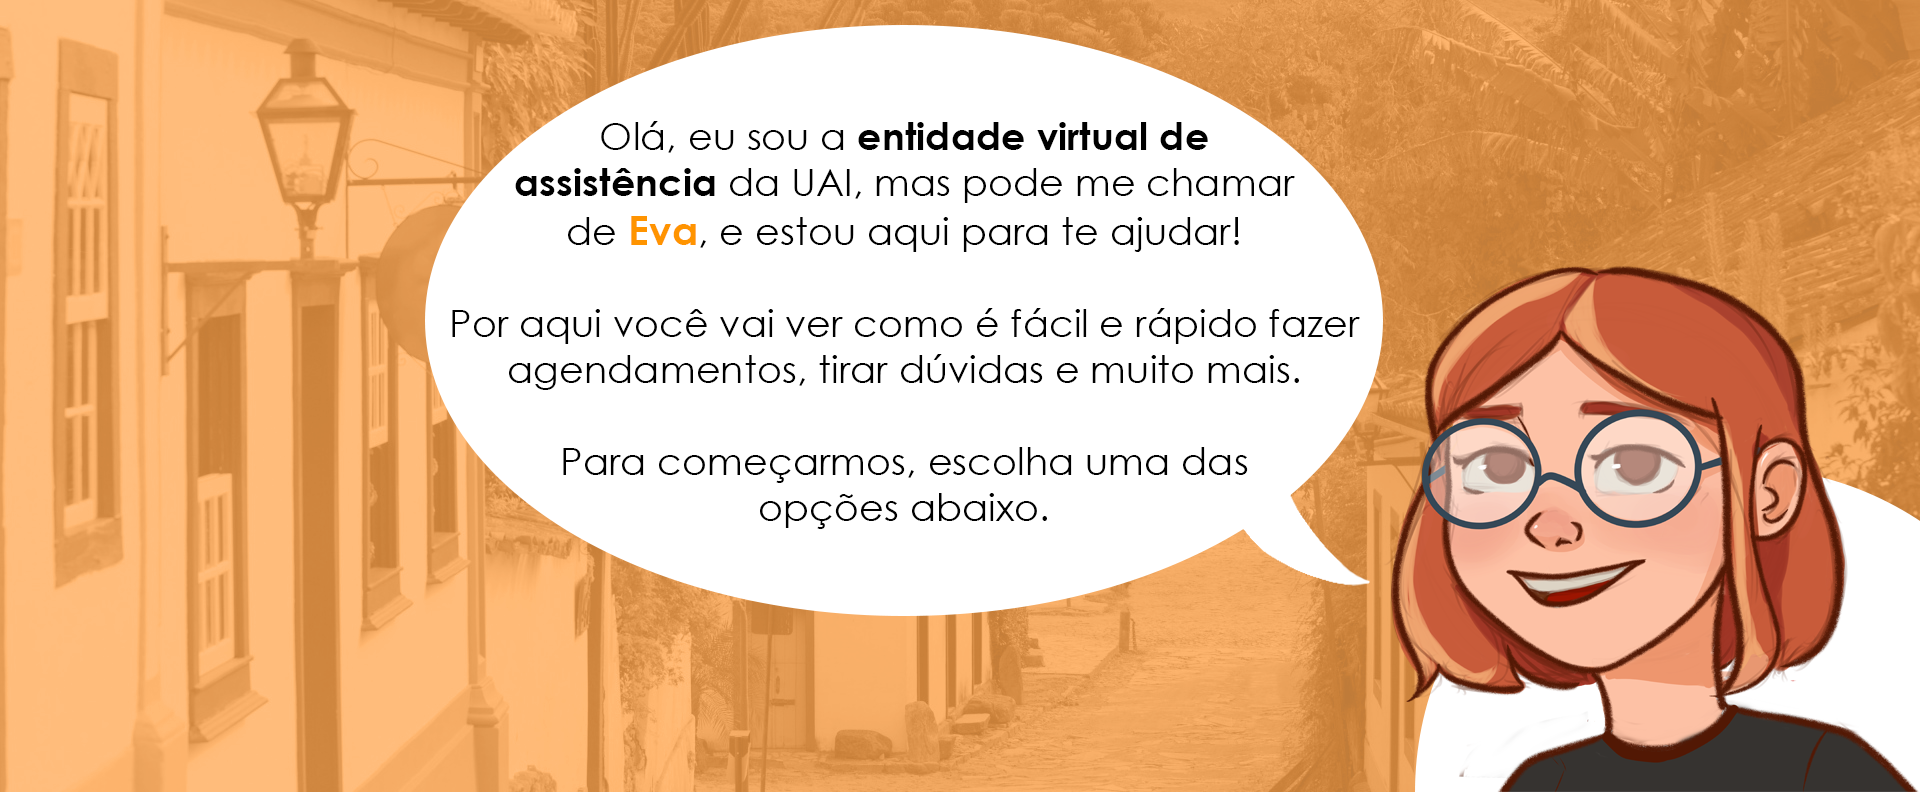 Olá, eu sou a entidade virtual de
assistência da UAI, mas pode me chamar
de Eva, e estou aqui para te ajudar!
Por aqui você vai ver como é fácil e rápido fazer
agendamentos, tirar dúvidas e muito mais.
Para começarmos, escolha uma das
opções abaixo.